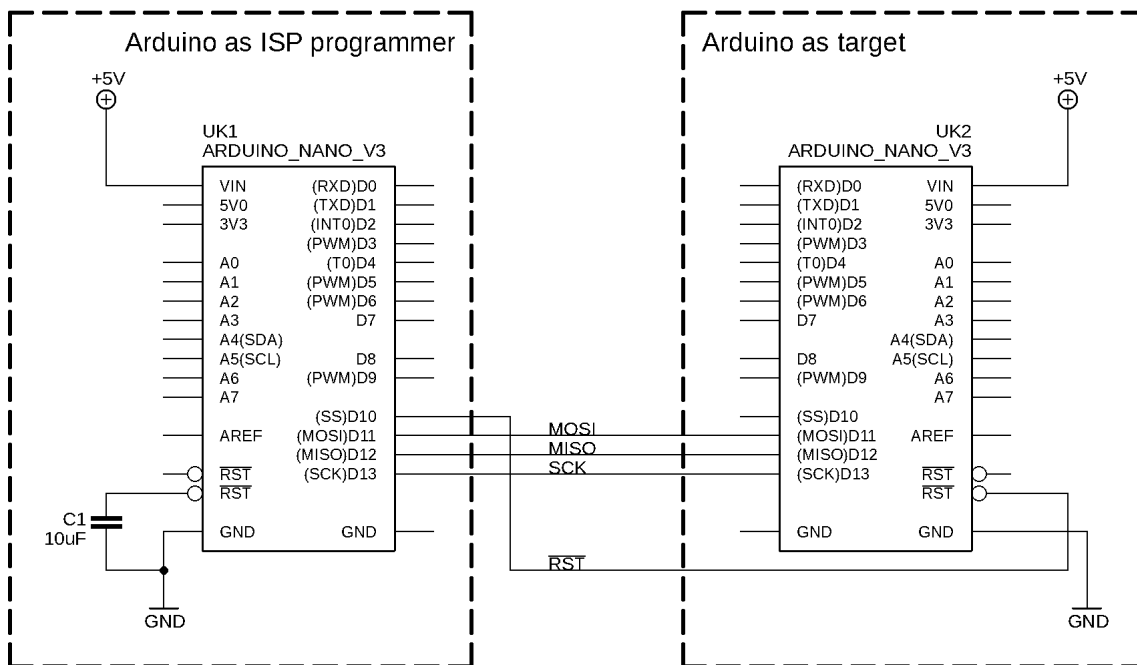 Arduino as ISP programmer
+5V
UK1
ARDUINO_NANO_V3
VIN (RXD)D0
5V0 (TXD)D1
3V3 (INT0)D2
(PWM)D3
A0 (T0)D4
A1 (PWM)D5
A2 (PWM)D6
A3 D7
A4(SDA)
A5(SCL) D8
A6 (PWM)D9
A7
(SS)D10
AREF (MOSI)D11
(MISO)D12
RST (SCK)D13
RST
GND GND
C1
10uF
GND
MOSI
MISO
SCK
RST
Arduino as target
+5V
UK2
ARDUINO_NANO_V3
(RXD)D0 VIN
(TXD)D1 5V0
(INT0)D2 3V3
(PWM)D3
(T0)D4 A0
(PWM)D5 A1
(PWM)D6 A2
D7 A3
A4(SDA)
D8 A5(SCL)
(PWM)D9 A6
A7
(SS)D10
(MOSI)D11 AREF
(MISO)D12
(SCK)D13 RST
RST
GND GND
GND